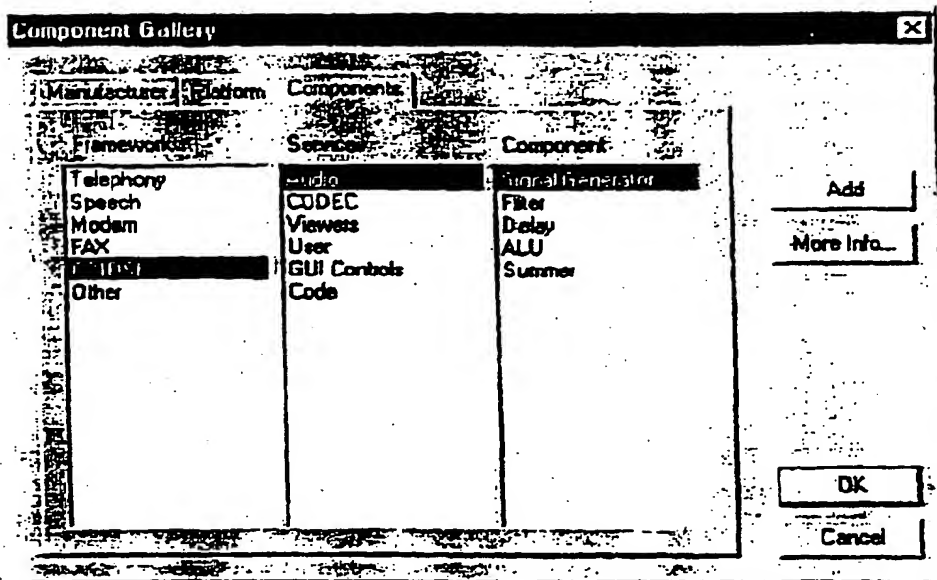 Component Gallery
Manufacturer Platform Components
Frameworks Services Component
Telephony
Speech
Modem
FAX
Other
Audio
CODEC
Viewers
User
GUI Controls
Code
Signal Generator
Filter
Delay
ALU
Summer
Add
More Info...
OK
Cancel